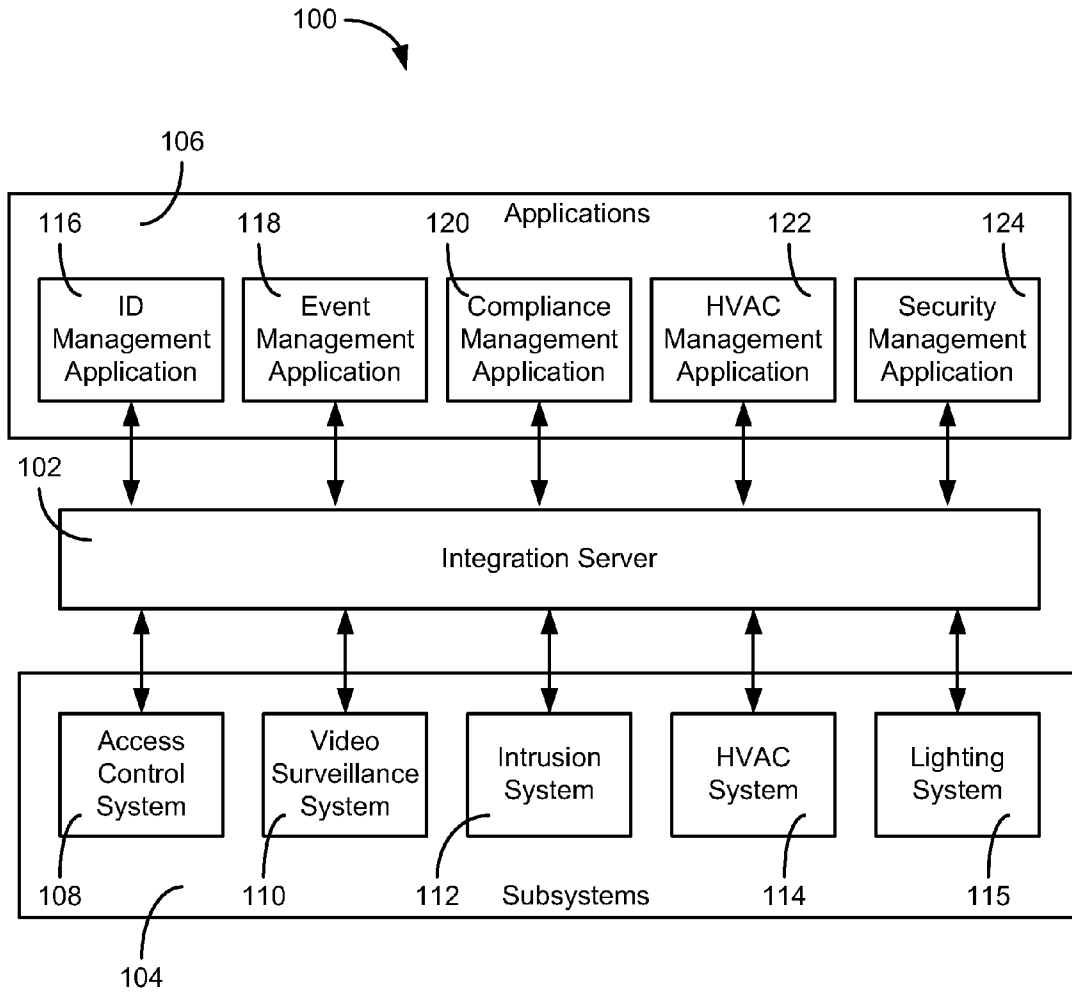 100
106
Applications
116
118
120
122
124
ID
Management
Application
Event
Management
Application
Compliance
Management
Application
HVAC
Management
Application
Security
Management
Application
102
Integration Server
Access
Control
System
Video
Surveillance
System
Intrusion
System
HVAC
System
Lighting
System
108
110
112
Subsystems
114
115
104